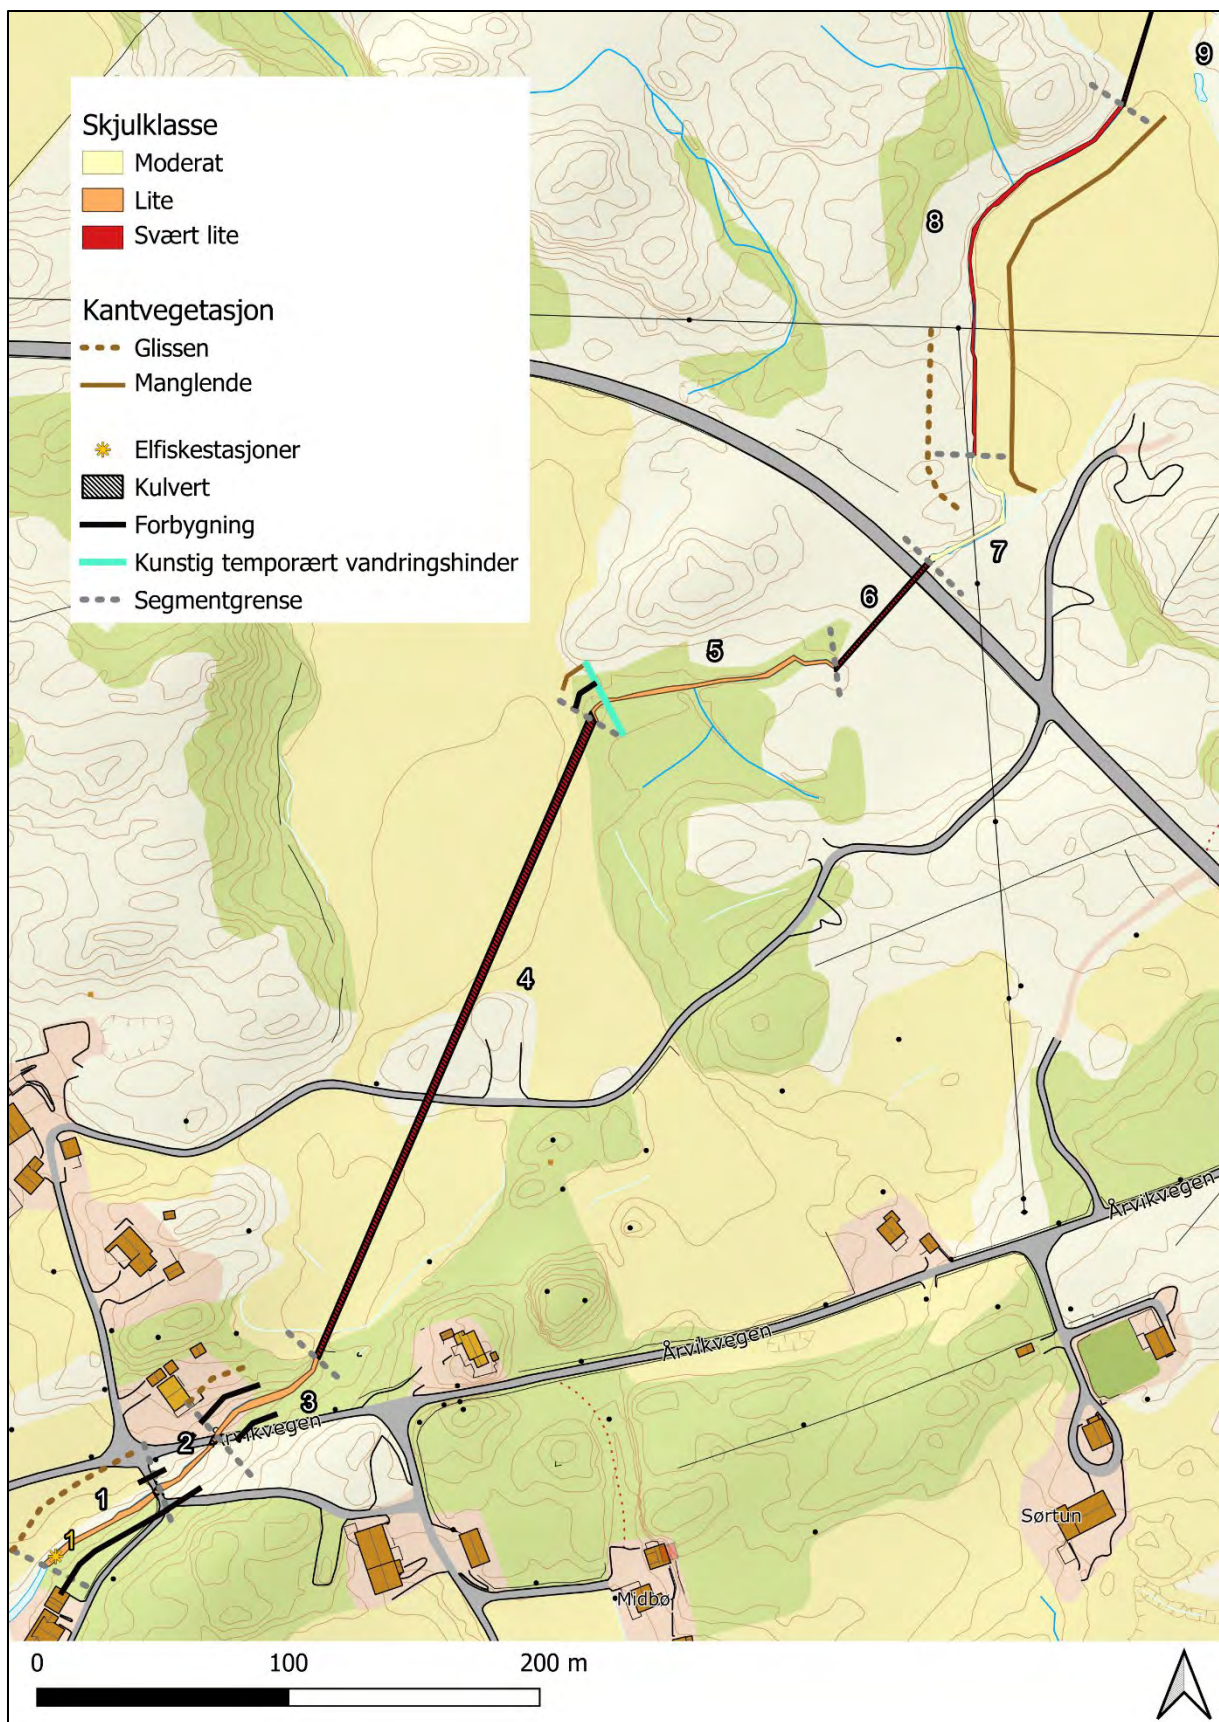 Skjulklasse
Moderat
Lite
Svært lite
Kantvegetasjon
Glissen
Manglende
Elfiskestasjoner
Kulvert
Forbygning
Kunstig temporært vandringshinder
Segmentgrense
9
8
7
6
5
4
Årvikvegen
Årvikvegen
3
Årvikvegen
2
1
1
Sørtun
Midbø
0 100 200 m